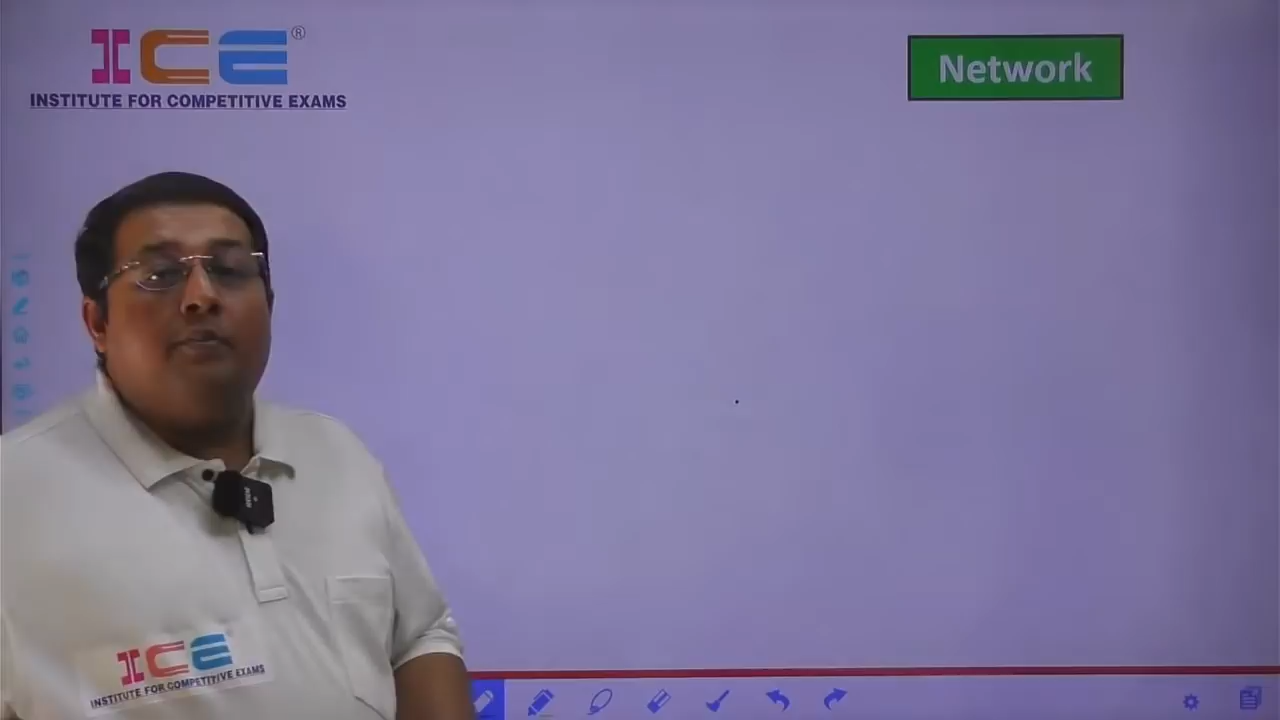 ICE®
INSTITUTE FOR COMPETITIVE EXAMS
Network
ICE
INSTITUTE FOR COMPETITIVE EXAMS